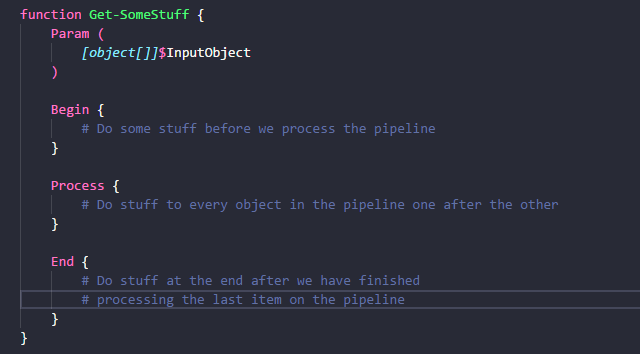 function Get-SomeStuff {
    Param (
        [object[]]$InputObject
    )
    Begin {
        # Do some stuff before we process the pipeline
    }
    Process {
        # Do stuff to every object in the pipeline one after the other
    }
    End {
        # Do stuff at the end after we have finished
        # processing the last item on the pipeline
    }
}